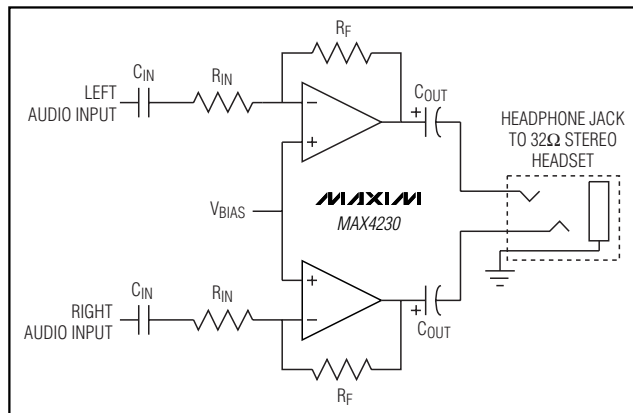 LEFT
AUDIO INPUT
CIN
RIN
RF
COUT
+
−
+
HEADPHONE JACK
TO 32Ω STEREO
HEADSET
VBIAS
MAXIM
MAX4230
RIGHT
AUDIO INPUT
CIN
RIN
+
−
RF
+
COUT